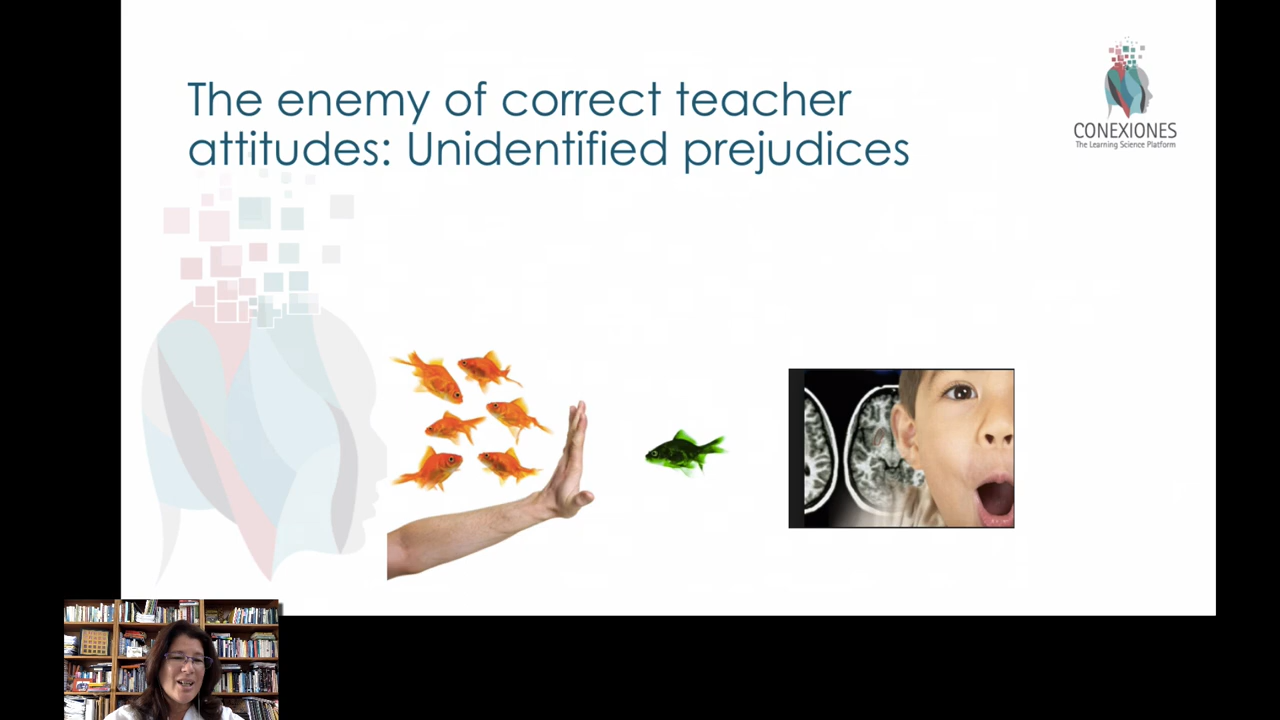 The enemy of correct teacher
attitudes: Unidentified prejudices
CONEXIONES
The Learning Science Platform